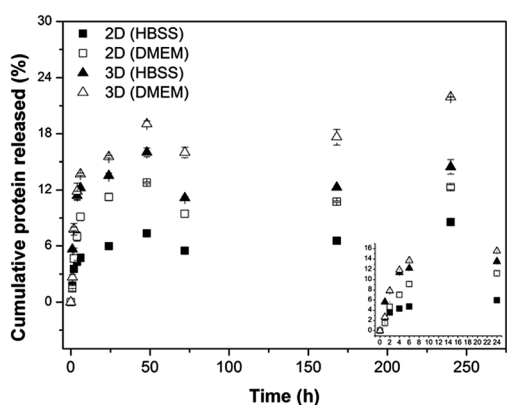 Cumulative protein released (%)
30
24
18
12
6
0
2D (HBSS)
2D (DMEM)
3D (HBSS)
3D (DMEM)
16
14
12
10
8
6
4
2
0
0 2 4 6 8 10 12 14 16 18 20 22 24
0 50 100 150 200 250
Time (h)